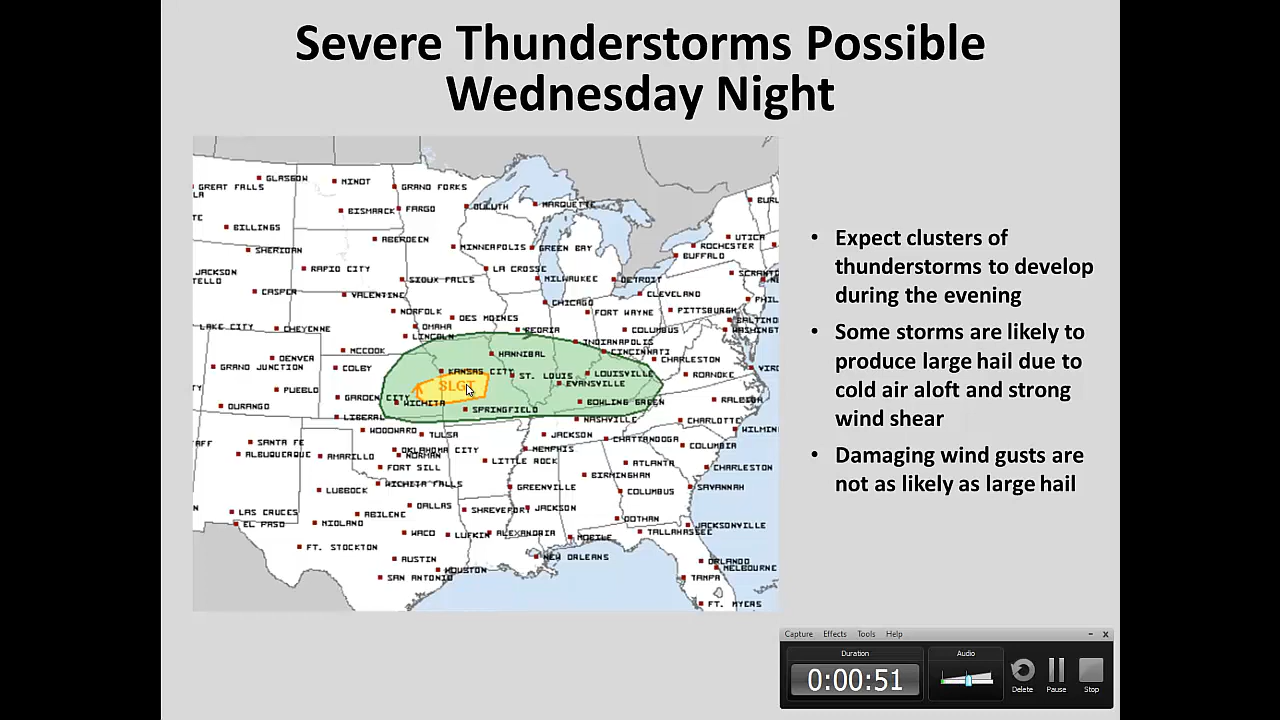 Severe Thunderstorms Possible
Wednesday Night
GLASGOW
MINOT
GRAND FORKS
GREAT FALLS
BISMARCK
FARGO
DULUTH
MARQUETTE
BILLINGS
ABERDEEN
MINNEAPOLIS
GREEN BAY
UTICA
ROCHESTER
BUFFALO
SHERIDAN
JACKSON
RAPID CITY
LA CROSSE
MILWAUKEE
DETROIT
CASPER
VALENTINE
SIOUX FALLS
CHICAGO
CLEVELAND
NORFOLK
DES MOINES
FORT WAYNE
PITTSBURGH
LAKE CITY
CHEYENNE
OMAHA
LINCOLN
PEORIA
COLUMBUS
INDIANAPOLIS
CINCINNATI
DENVER
MCCOOK
HANNIBAL
CHARLESTON
GRAND JUNCTION
COLBY
KANSAS CITY
ST. LOUIS
LOUISVILLE
ROANOKE
SLGT
EVANSVILLE
PUEBLO
GARDEN CITY
WICHITA
BOWLING GREEN
DURANGO
LIBERAL
SPRINGFIELD
NASHVILLE
CHARLOTTE
WOODWARD
TULSA
JACKSON
CHATTANOOGA
COLUMBIA
SANTA FE
ALBUQUERQUE
AMARILLO
OKLAHOMA CITY
NORMAN
MEMPHIS
FORT SILL
LITTLE ROCK
ATLANTA
CHARLESTON
BIRMINGHAM
LUBBOCK
WICHITA FALLS
GREENVILLE
COLUMBUS
SAVANNAH
LAS CRUCES
ABILENE
DALLAS
SHREVEPORT
JACKSON
EL PASO
MIDLAND
DOTHAN
JACKSONVILLE
WACO
LUFKIN
ALEXANDRIA
MOBILE
TALLAHASSEE
FT. STOCKTON
AUSTIN
NEW ORLEANS
ORLANDO
MELBOURNE
SAN ANTONIO
HOUSTON
TAMPA
FT. MYERS
• Expect clusters of
thunderstorms to develop
during the evening
• Some storms are likely to
produce large hail due to
cold air aloft and strong
wind shear
• Damaging wind gusts are
not as likely as large hail
Capture Effects Tools Help
Duration
Audio
0:00:51
Delete Pause Stop